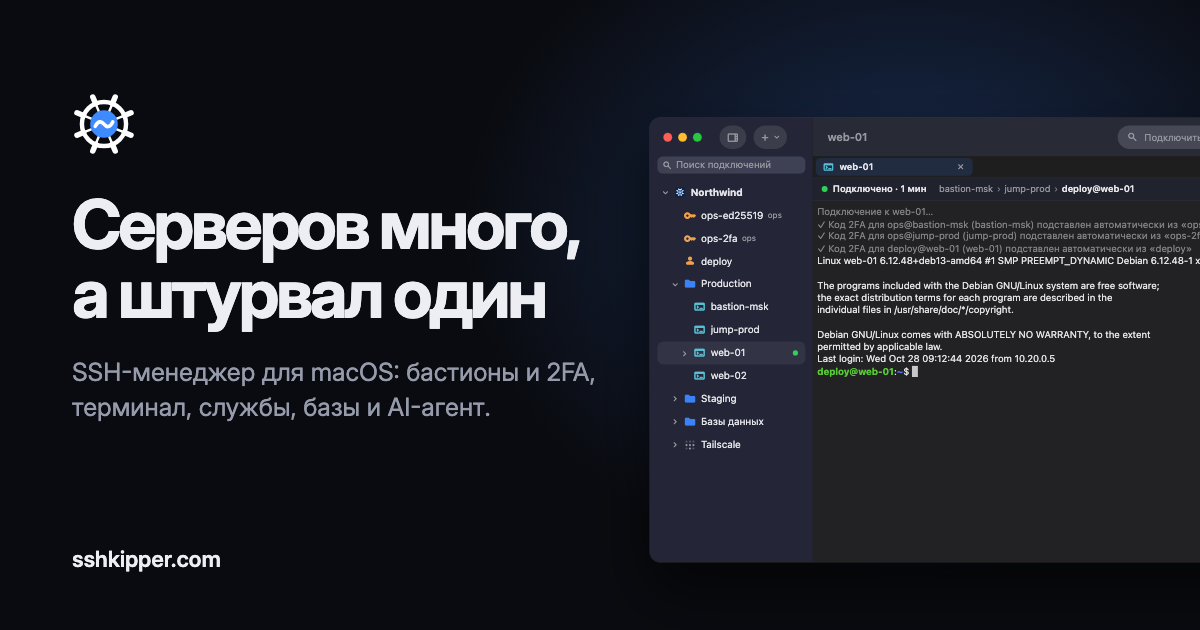 Серверов много,
а штурвал один
SSH-менеджер для macOS: бастионы и 2FA,
терминал, службы, базы и AI-агент.
sshkipper.com
Поиск подключений
Northwind
ops-ed25519 ops
ops-2fa ops
deploy
Production
bastion-msk
jump-prod
web-01
web-02
Staging
Базы данных
Tailscale
web-01
Подключить
web-01
Подключено · 1 мин bastion-msk › jump-prod › deploy@web-01
Подключение к web-01…
✓ Код 2FA для ops@bastion-msk (bastion-msk) подставлен автоматически из «ops
✓ Код 2FA для ops@jump-prod (jump-prod) подставлен автоматически из «ops-2f
✓ Код 2FA для deploy@web-01 (web-01) подставлен автоматически из «deploy»
Linux web-01 6.12.48+deb13-amd64 #1 SMP PREEMPT_DYNAMIC Debian 6.12.48-1 x
The programs included with the Debian GNU/Linux system are free software;
the exact distribution terms for each program are described in the
individual files in /usr/share/doc/*/copyright.
Debian GNU/Linux comes with ABSOLUTELY NO WARRANTY, to the extent
permitted by applicable law.
Last login: Wed Oct 28 09:12:44 2026 from 10.20.0.5
deploy@web-01:~$